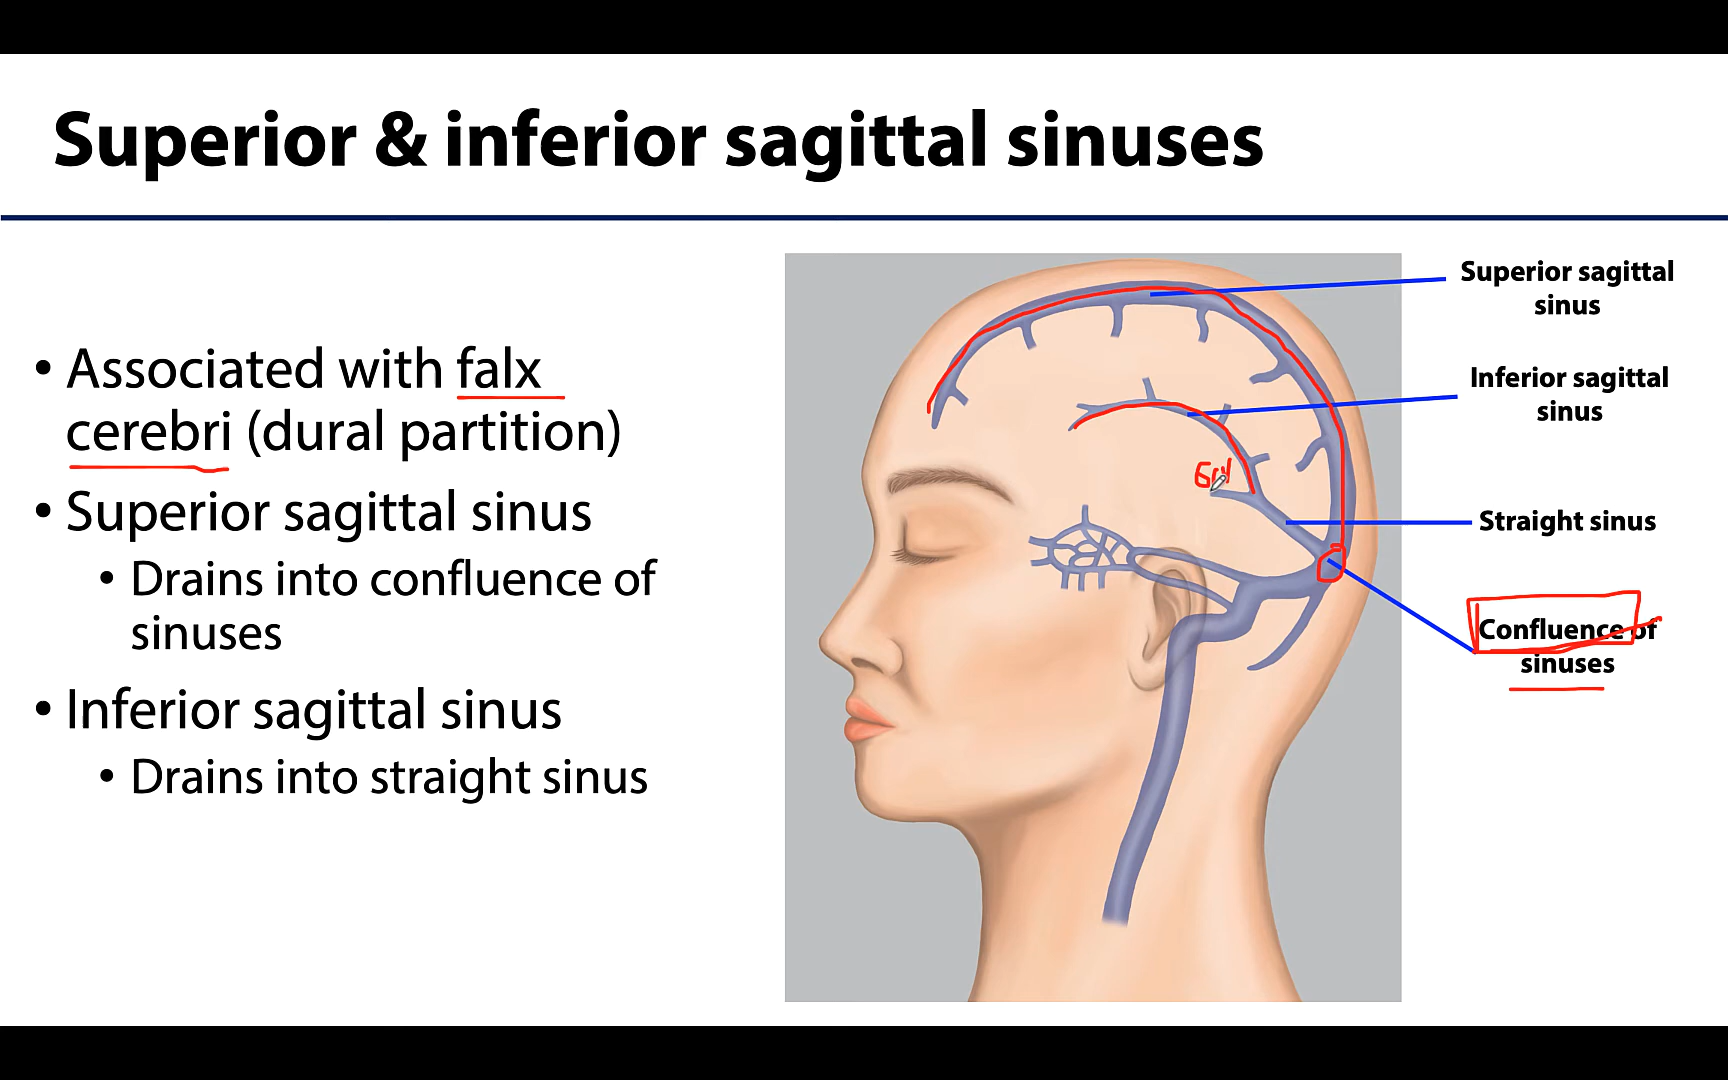 Superior & inferior sagittal sinuses
• Associated with falx
cerebri (dural partition)
• Superior sagittal sinus
• Drains into confluence of
sinuses
• Inferior sagittal sinus
• Drains into straight sinus
Superior sagittal
sinus
Inferior sagittal
sinus
Straight sinus
Confluence of
sinuses